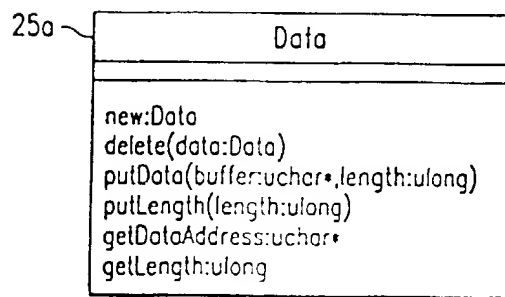 25a
Data
new:Data
delete(data:Data)
putData(buffer:uchar*,length:ulong)
putLength(length:ulong)
getDataAddress:uchar*
getLength:ulong